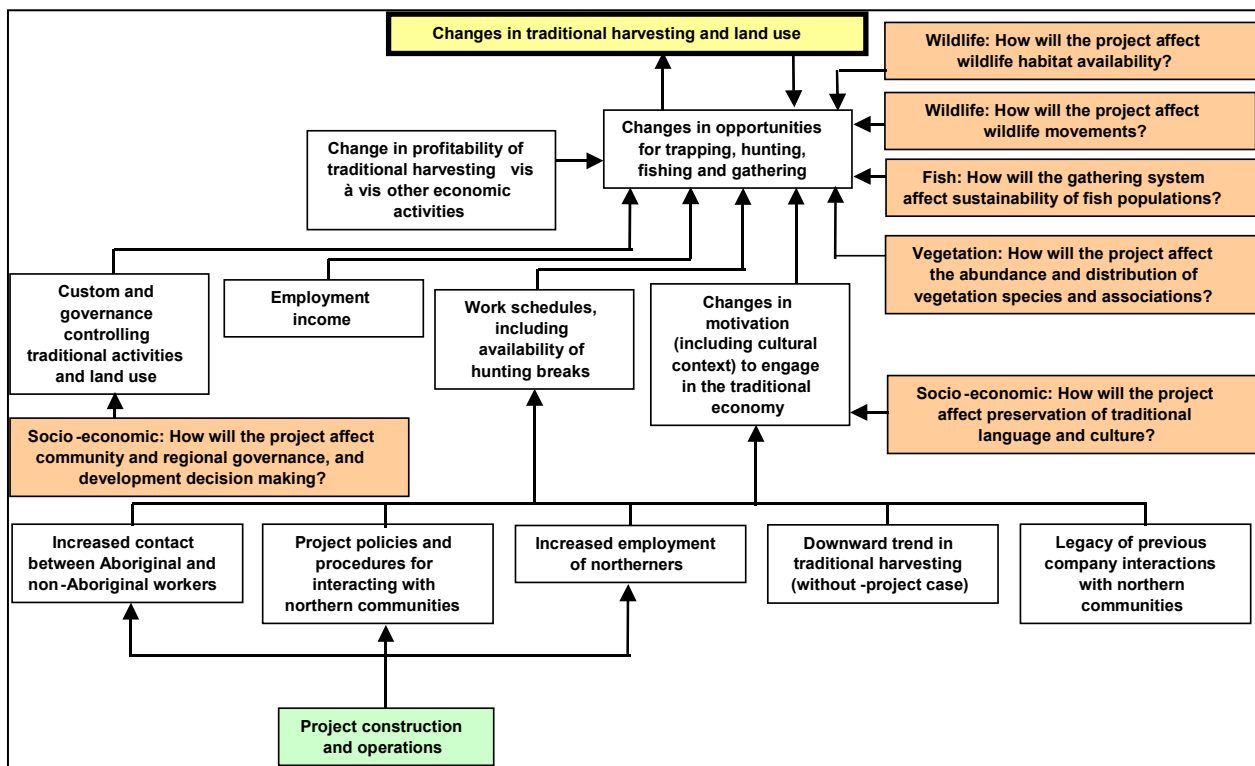 Changes in traditional harvesting and land use
Wildlife: How will the project affect
wildlife habitat availability?
Wildlife: How will the project affect
wildlife movements?
Changes in opportunities
for trapping, hunting,
fishing and gathering
Change in profitability of
traditional harvesting vis
à vis other economic
activities
Fish: How will the gathering system
affect sustainability of fish populations?
Vegetation: How will the project affect
the abundance and distribution of
vegetation species and associations?
Custom and
governance
controlling
traditional activities
and land use
Employment
income
Work schedules,
including
availability of
hunting breaks
Changes in
motivation
(including cultural
context) to engage
in the traditional
economy
Socio-economic: How will the project
affect preservation of traditional
language and culture?
Socio-economic: How will the project affect
community and regional governance, and
development decision making?
Increased contact
between Aboriginal and
non-Aboriginal workers
Project policies and
procedures for
interacting with
northern communities
Increased employment
of northerners
Downward trend in
traditional harvesting
(without -project case)
Legacy of previous
company interactions
with northern
communities
Project construction
and operations